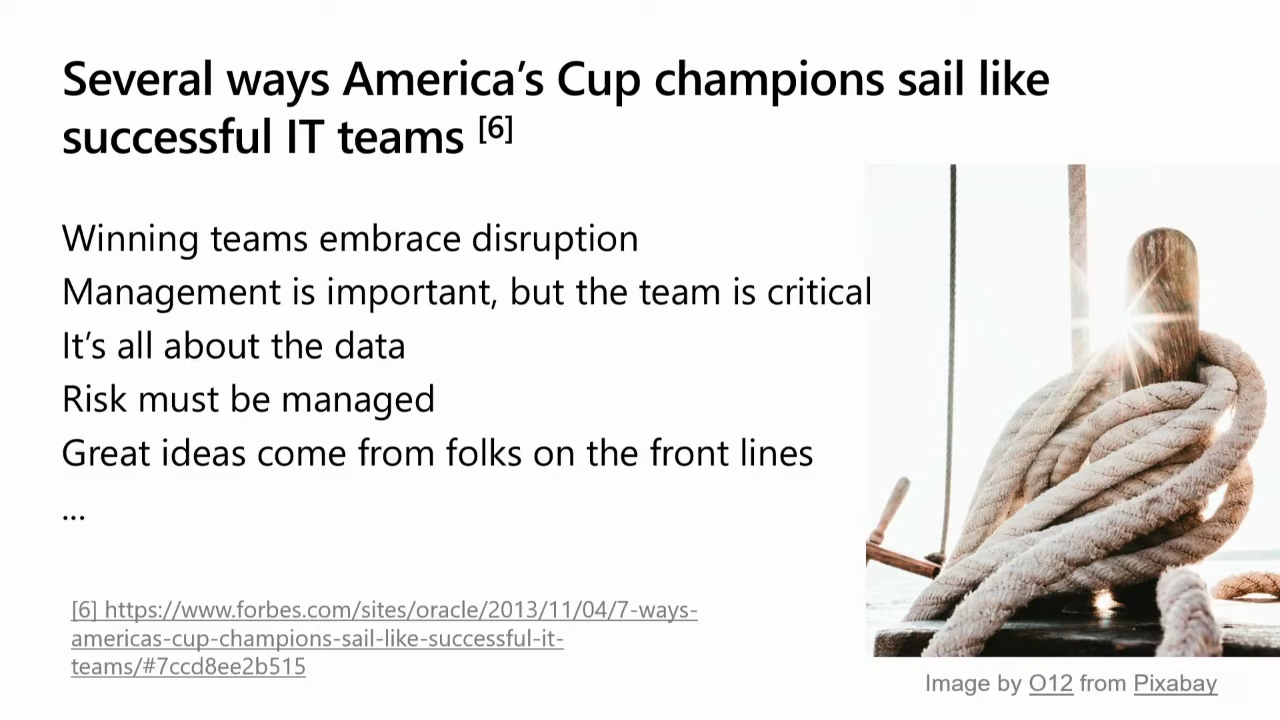 Several ways America's Cup champions sail like
successful IT teams [6]
Winning teams embrace disruption
Management is important, but the team is critical
It's all about the data
Risk must be managed
Great ideas come from folks on the front lines
...
[6] https://www.forbes.com/sites/oracle/2013/11/04/7-ways-
americas-cup-champions-sail-like-successful-it-
teams/#7ccd8ee2b515
Image by O12 from Pixabay